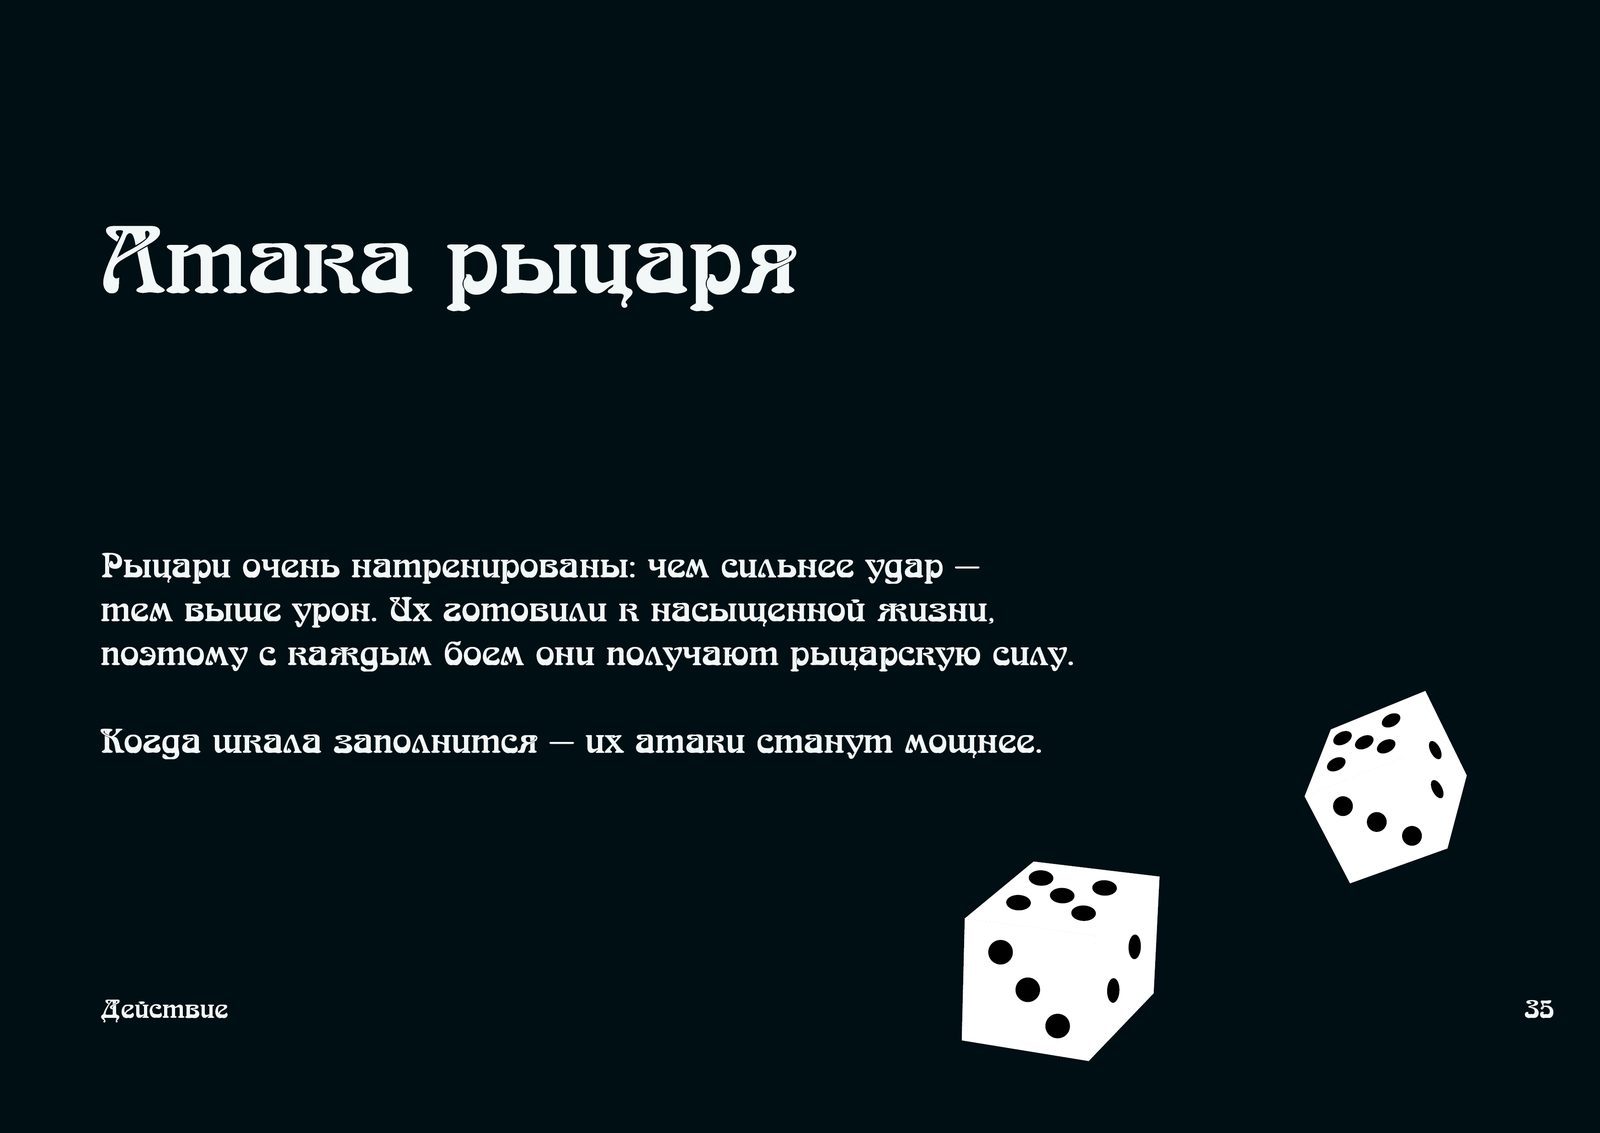 Атака рыцаря
Рыцари очень натренированы: чем сильнее удар —
тем выше урон. Их готовили к насыщенной жизни,
поэтому с каждым боем они получают рыцарскую силу.
Когда шкала заполнится — их атаки станут мощнее.
Действие
35